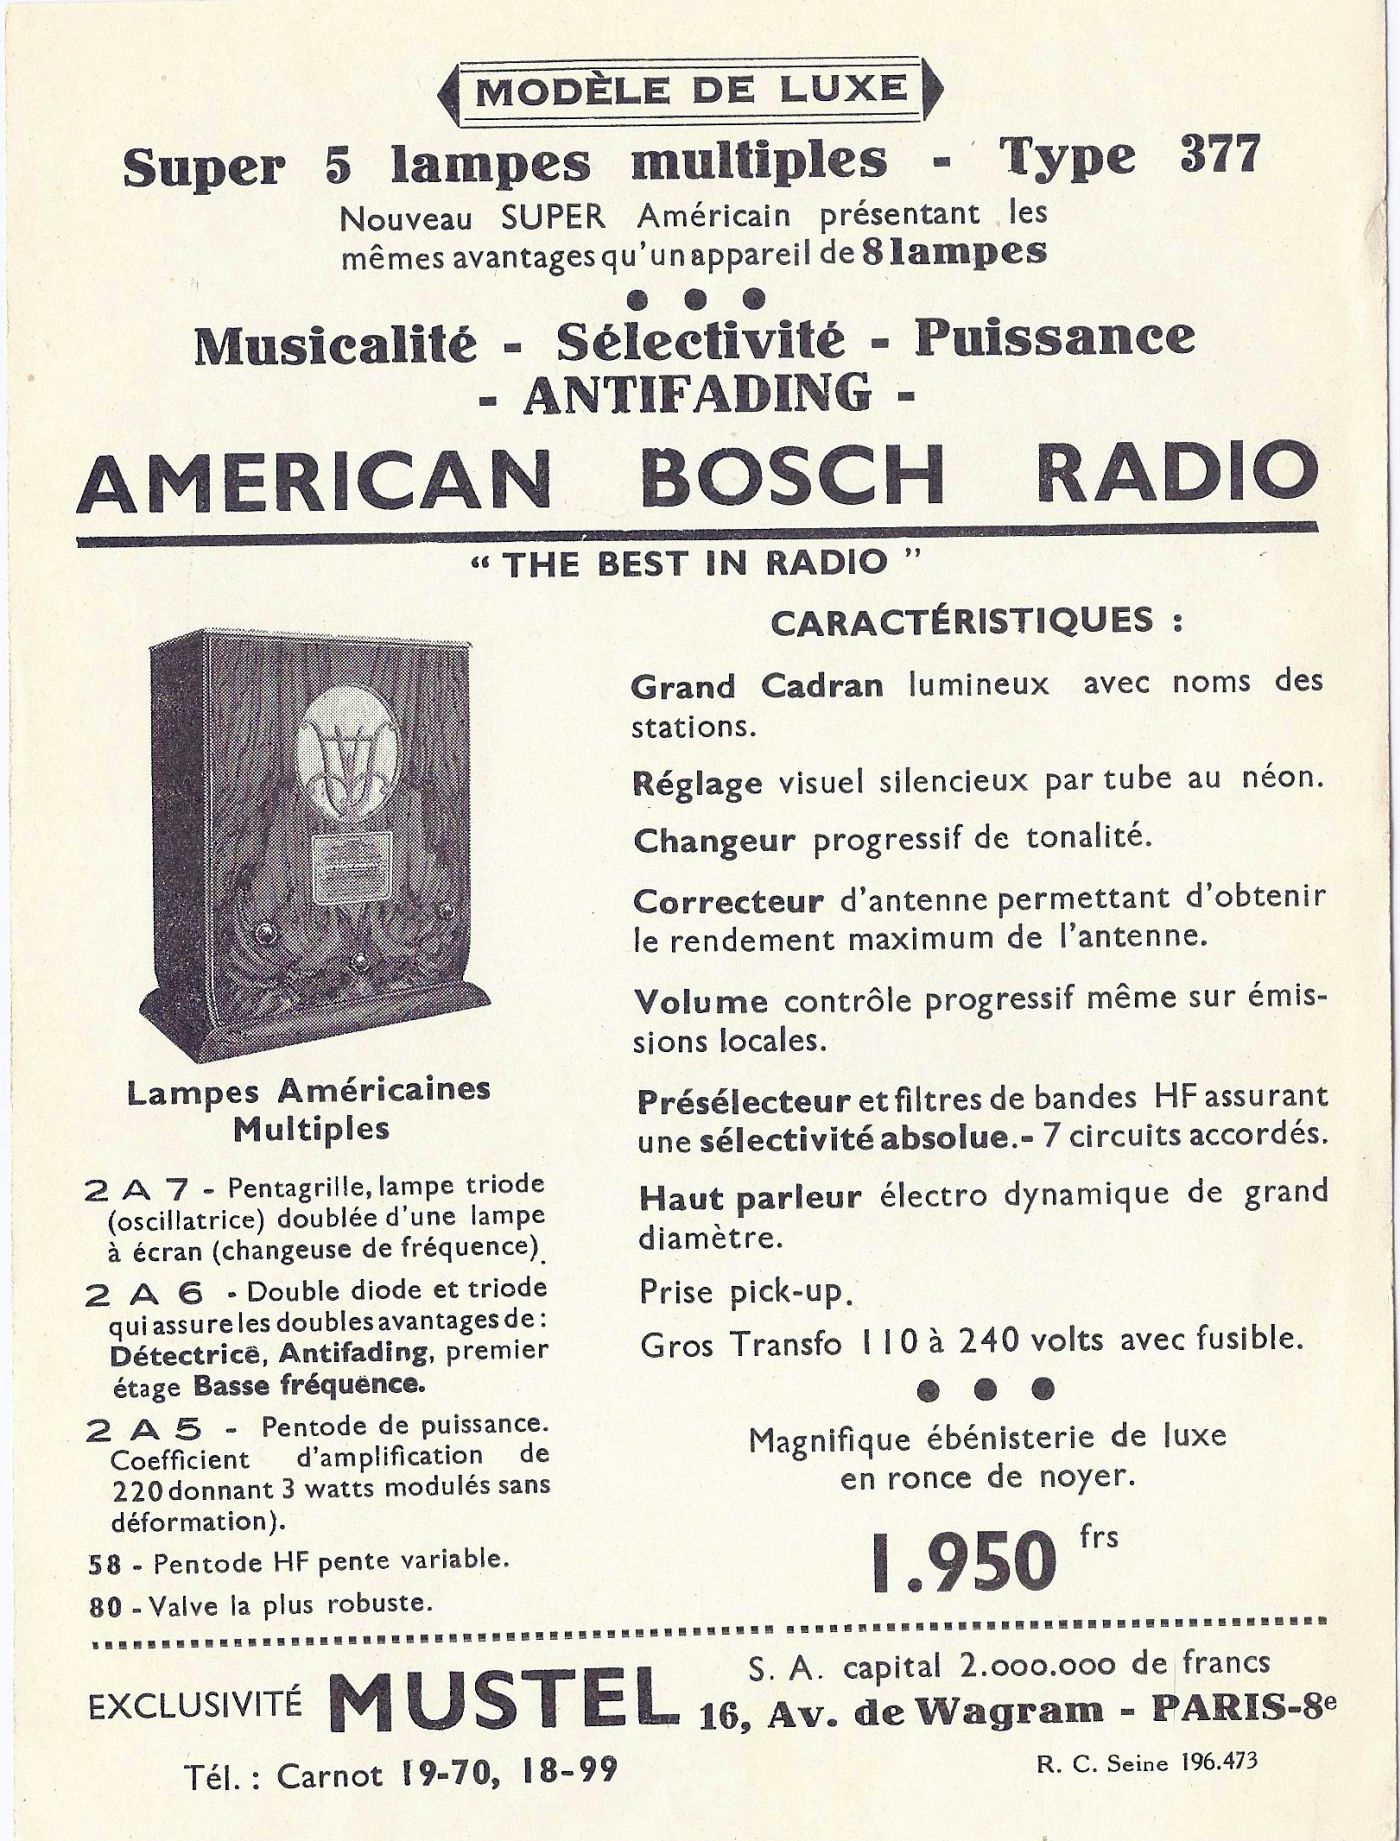 MODÈLE DE LUXE
Super 5 lampes multiples - Type 377
Nouveau SUPER Américain présentant les
mêmes avantages qu'un appareil de 8 lampes
Musicalité - Sélectivité - Puissance
- ANTIFADING -
AMERICAN BOSCH RADIO
“ THE BEST IN RADIO ”
Lampes Américaines
Multiples
2 A 7 - Pentagrille, lampe triode
(oscillatrice) doublée d'une lampe
à écran (changeuse de fréquence).
2 A 6 - Double diode et triode
qui assure les doubles avantages de :
Détectrice, Antifading, premier
étage Basse fréquence.
2 A 5 - Pentode de puissance.
Coefficient d'amplification de
220 donnant 3 watts modulés sans
déformation).
58 - Pentode HF pente variable.
80 - Valve la plus robuste.
CARACTÉRISTIQUES :
Grand Cadran lumineux avec noms des
stations.
Réglage visuel silencieux par tube au néon.
Changeur progressif de tonalité.
Correcteur d'antenne permettant d'obtenir
le rendement maximum de l'antenne.
Volume contrôle progressif même sur émis-
sions locales.
Présélecteur et filtres de bandes HF assurant
une sélectivité absolue.- 7 circuits accordés.
Haut parleur électro dynamique de grand
diamètre.
Prise pick-up.
Gros Transfo 110 à 240 volts avec fusible.
Magnifique ébénisterie de luxe
en ronce de noyer.
1.950 frs
EXCLUSIVITÉ MUSTEL
S. A. capital 2.000.000 de francs
16, Av. de Wagram - PARIS-8e
Tél. : Carnot 19-70, 18-99
R. C. Seine 196.473